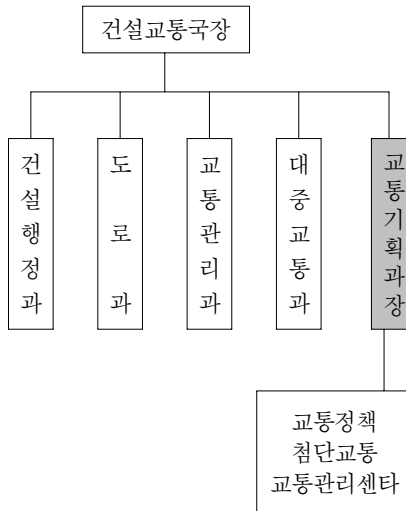 건설교통국장
건설행정과
도로과
교통관리과
대중교통과
교통기획과장
교통정책
첨단교통
교통관리센타